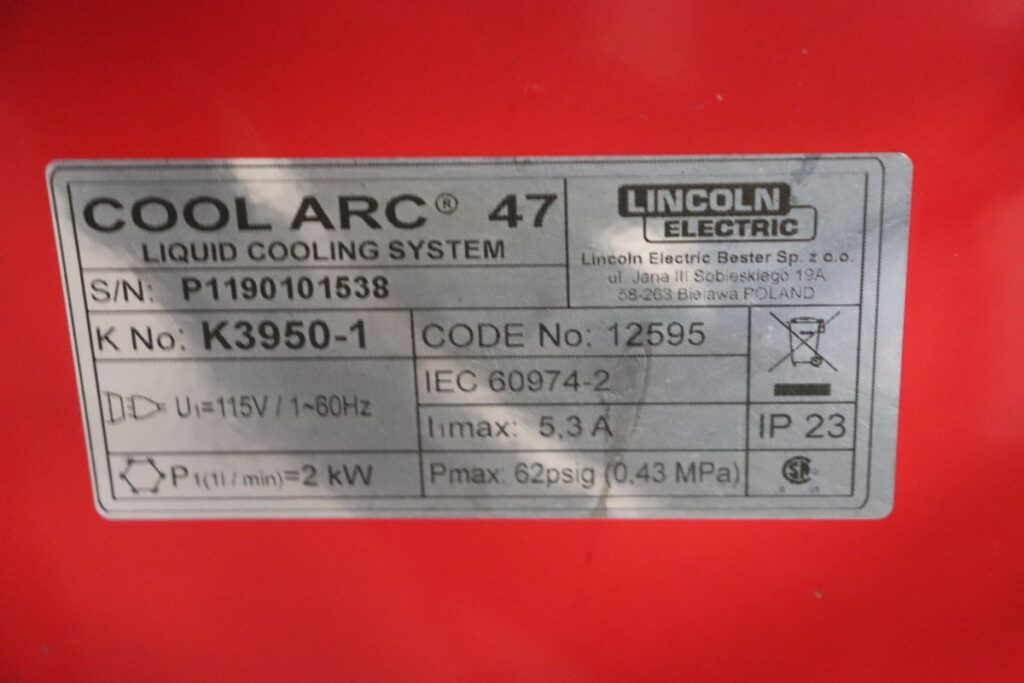 COOL ARC® 47
LIQUID COOLING SYSTEM
LINCOLN
ELECTRIC
Lincoln Electric Bester Sp. z o.o.
ul. Jana III Sobieskiego 19A
58-263 Bielawa POLAND
S/N: P1190101538
K No: K3950-1
CODE No: 12595
IEC 60974-2
U1=115V / 1~60Hz
I1max: 5,3 A
IP 23
P1(1l / min)=2 kW
Pmax: 62psig (0.43 MPa)